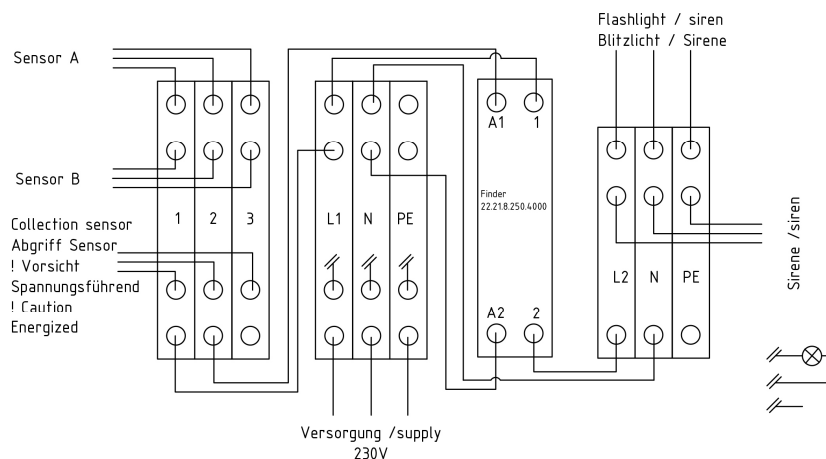 Flashlight / siren
Blitzlicht / Sirene
Sensor A
Sensor B
Collection sensor
Abgriff Sensor
! Vorsicht
Spannungsführend
! Caution
Energized
1 2 3
L1 N PE
A1 1
Finder
22.21.8.250.4000
A2 2
L2 N PE
Sirene /siren
Versorgung /supply
230V